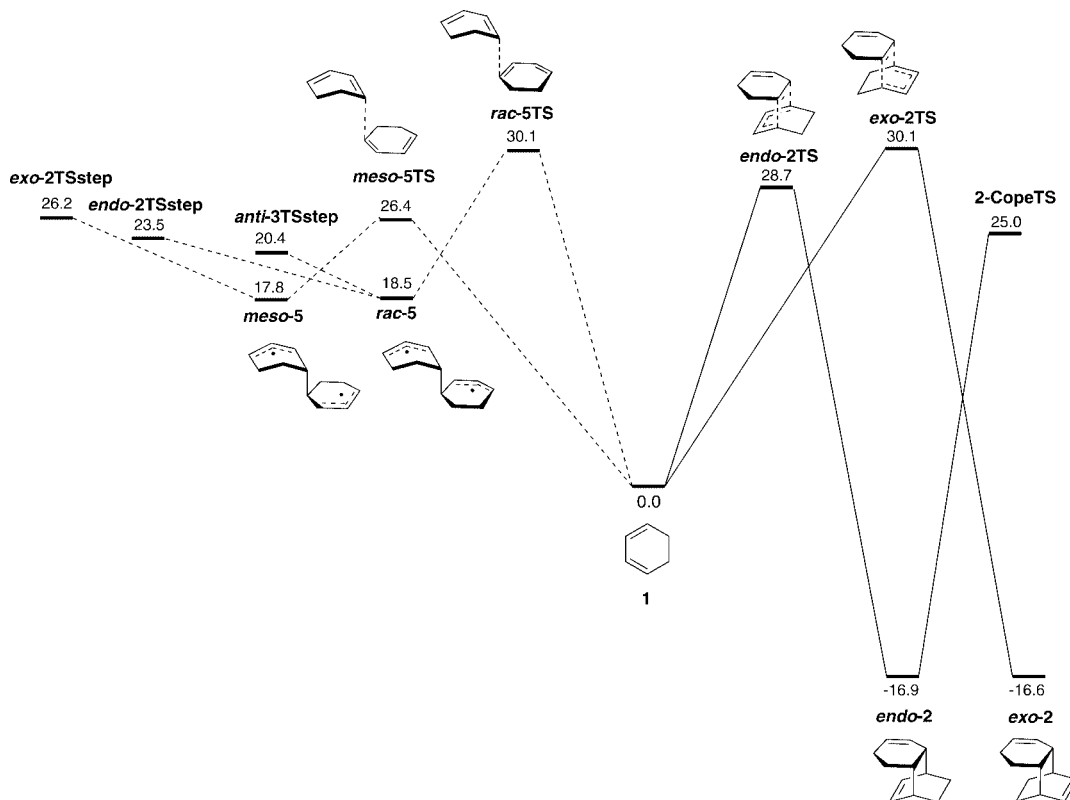 rac-5TS
30.1
exo-2TS
30.1
meso-5TS
26.4
endo-2TS
28.7
exo-2TSstep
26.2
endo-2TSstep
23.5
anti-3TSstep
20.4
2-CopeTS
25.0
17.8
meso-5
18.5
rac-5
0.0
1
-16.9
endo-2
-16.6
exo-2